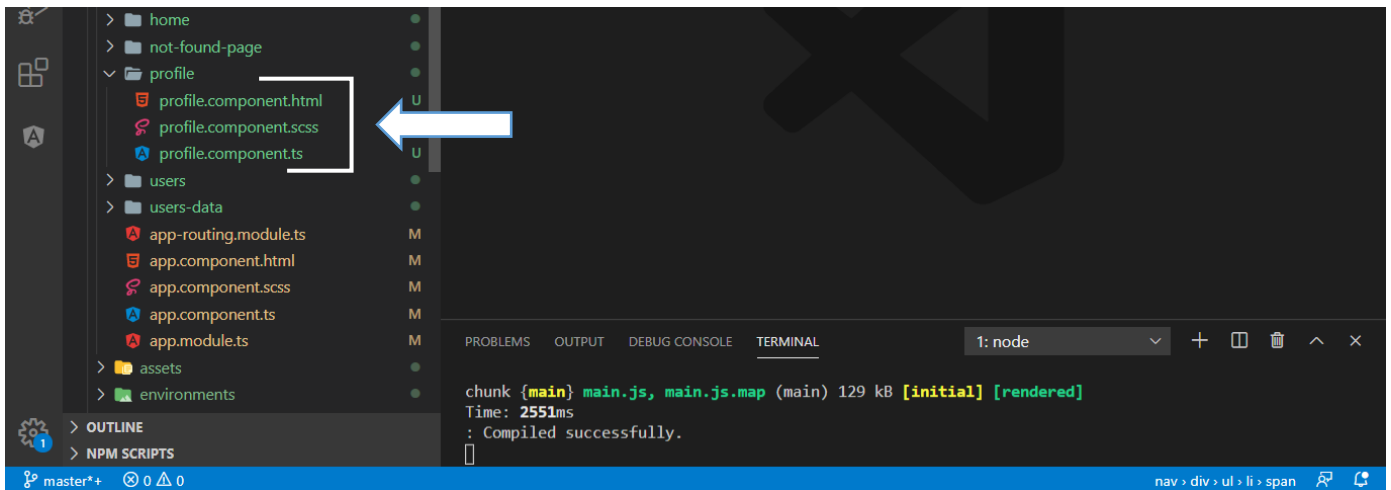 home
not-found-page
profile
profile.component.html U
profile.component.scss
profile.component.ts U
users
users-data
app-routing.module.ts M
app.component.html M
app.component.scss M
app.component.ts M
app.module.ts M
assets
environments
OUTLINE
NPM SCRIPTS
1
PROBLEMS OUTPUT DEBUG CONSOLE TERMINAL 1: node
chunk {main} main.js, main.js.map (main) 129 kB [initial] [rendered]
Time: 2551ms
: Compiled successfully.
master*+ 0 0 nav › div › ul › li › span